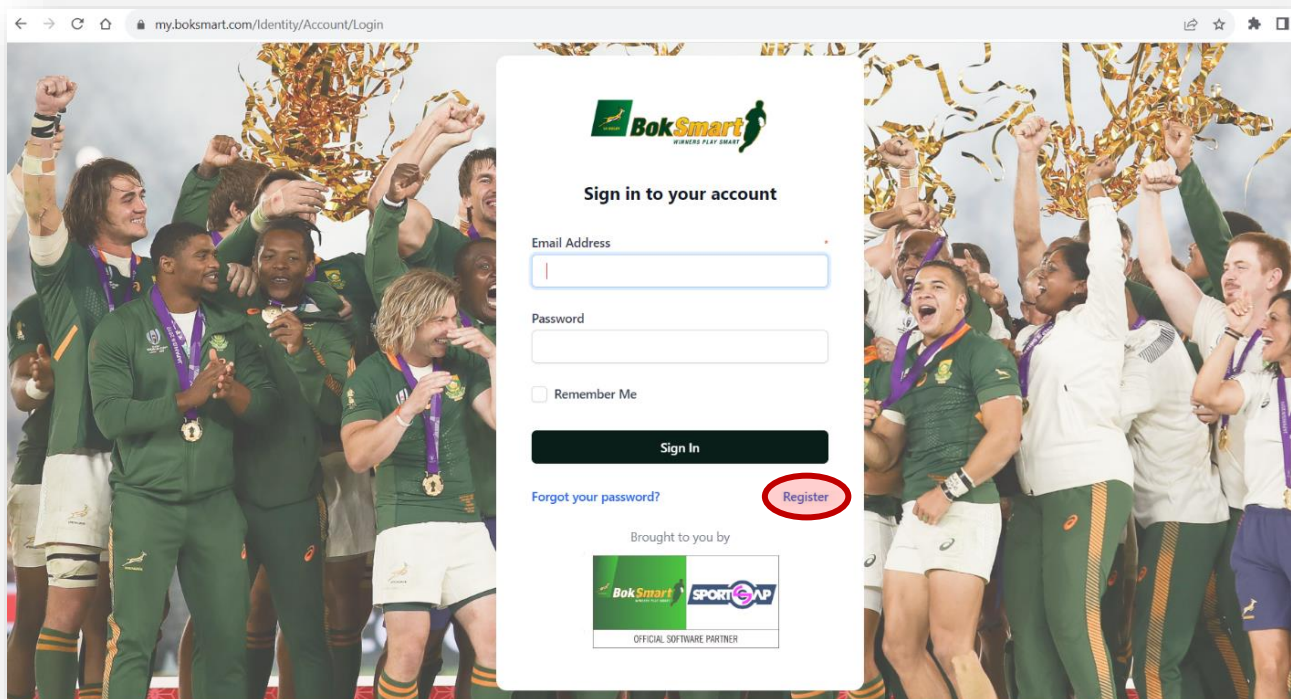 my.boksmart.com/Identity/Account/Login
BokSmart
WINNERS PLAY SMART
Sign in to your account
Email Address *
Password
Remember Me
Sign In
Forgot your password? Register
Brought to you by
BokSmart SPORTGAP
OFFICIAL SOFTWARE PARTNER